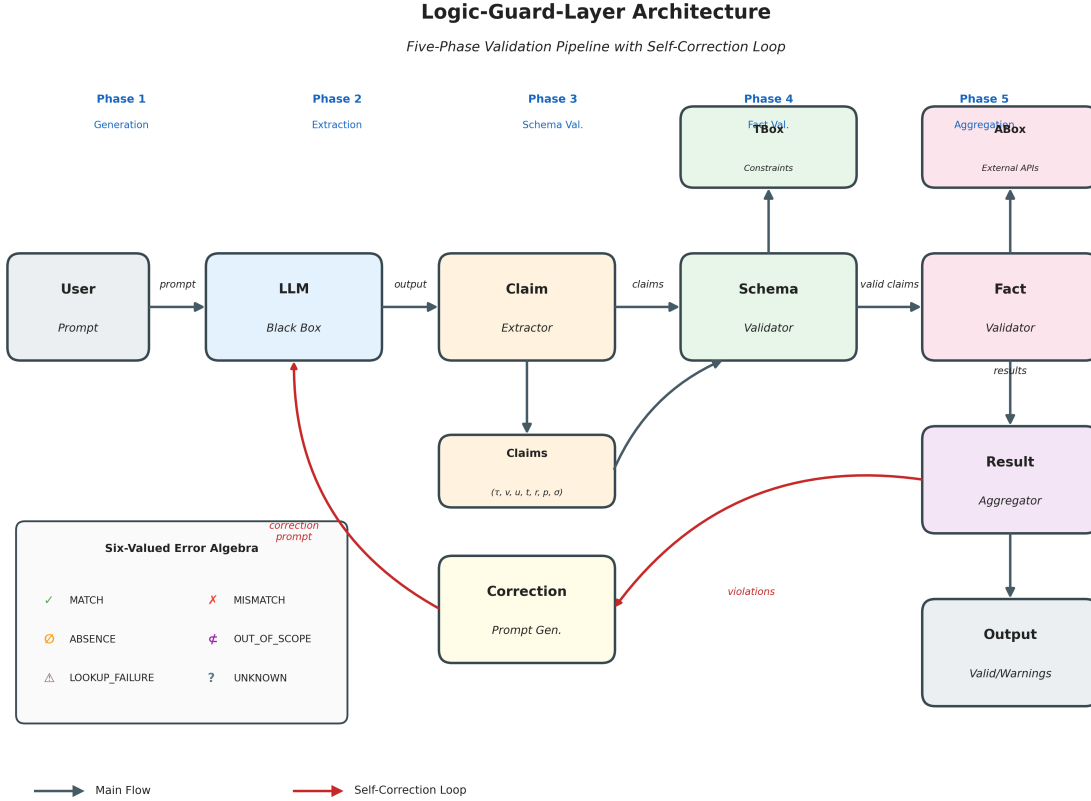 Logic-Guard-Layer Architecture
Five-Phase Validation Pipeline with Self-Correction Loop
Phase 1
Phase 2
Phase 3
Phase 4
Phase 5
Generation
Extraction
Schema Val.
Fact Val.
Aggregation
TBox
Constraints
ABox
External APIs
User
Prompt
prompt
LLM
Black Box
output
Claim
Extractor
claims
Schema
Validator
valid claims
Fact
Validator
results
Claims
(τ, v, u, t, r, p, σ)
Result
Aggregator
correction
prompt
Six-Valued Error Algebra
✓ MATCH
✗ MISMATCH
∅ ABSENCE
⊄ OUT_OF_SCOPE
⚠ LOOKUP_FAILURE
? UNKNOWN
Correction
Prompt Gen.
violations
Output
Valid/Warnings
Main Flow
Self-Correction Loop